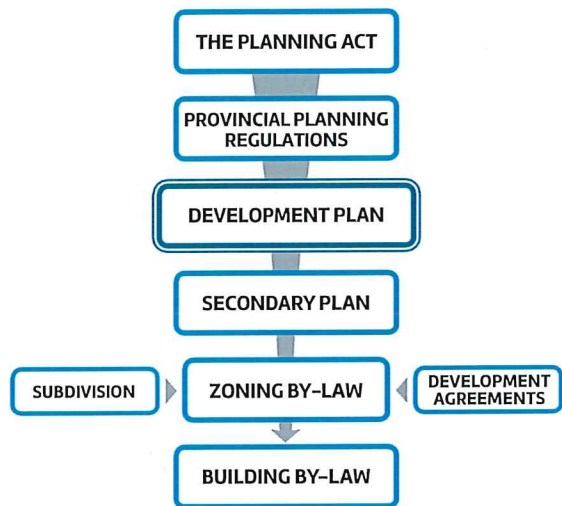 THE PLANNING ACT
PROVINCIAL PLANNING
REGULATIONS
DEVELOPMENT PLAN
SECONDARY PLAN
SUBDIVISION
ZONING BY-LAW
DEVELOPMENT
AGREEMENTS
BUILDING BY-LAW